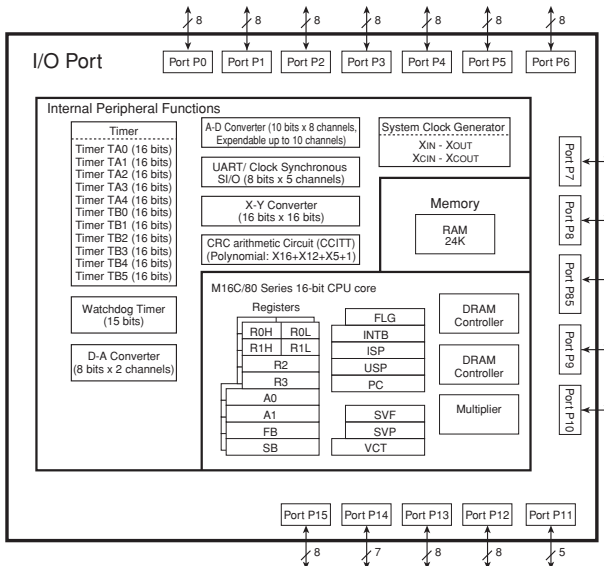 8 8 8 8 8 8 8
I/O Port
Port P0 Port P1 Port P2 Port P3 Port P4 Port P5 Port P6
Internal Peripheral Functions
Timer
Timer TA0 (16 bits)
Timer TA1 (16 bits)
Timer TA2 (16 bits)
Timer TA3 (16 bits)
Timer TA4 (16 bits)
Timer TB0 (16 bits)
Timer TB1 (16 bits)
Timer TB2 (16 bits)
Timer TB3 (16 bits)
Timer TB4 (16 bits)
Timer TB5 (16 bits)
Watchdog Timer
(15 bits)
D-A Converter
(8 bits x 2 channels)
A-D Converter (10 bits x 8 channels,
Expendable up to 10 channels)
UART/ Clock Synchronous
SI/O (8 bits x 5 channels)
X-Y Converter
(16 bits x 16 bits)
CRC arithmetic Circuit (CCITT)
(Polynomial: X16+X12+X5+1)
System Clock Generator
XIN - XOUT
XCIN - XCOUT
Memory
RAM
24K
M16C/80 Series 16-bit CPU core
Registers
R0H R0L
R1H R1L
R2
R3
A0
A1
FB
SB
FLG
INTB
ISP
USP
PC
SVF
SVP
VCT
DRAM
Controller
DRAM
Controller
Multiplier
Port P7
Port P8
Port P85
Port P9
Port P10
Port P15 Port P14 Port P13 Port P12 Port P11
8 7 8 8 5